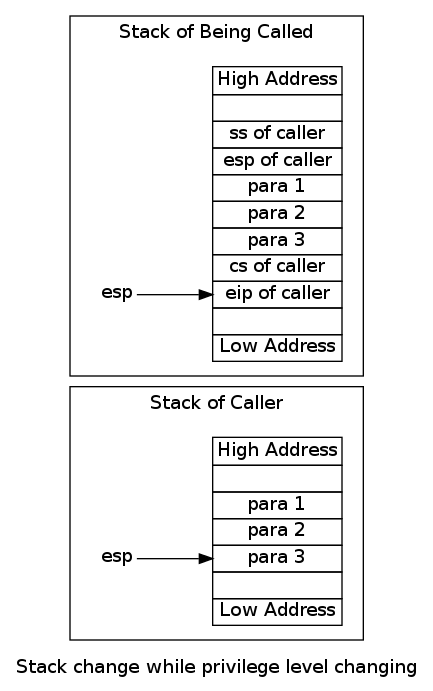 Stack of Being Called
High Address
ss of caller
esp of caller
para 1
para 2
para 3
cs of caller
esp
eip of caller
Low Address
Stack of Caller
High Address
para 1
para 2
esp
para 3
Low Address
Stack change while privilege level changing